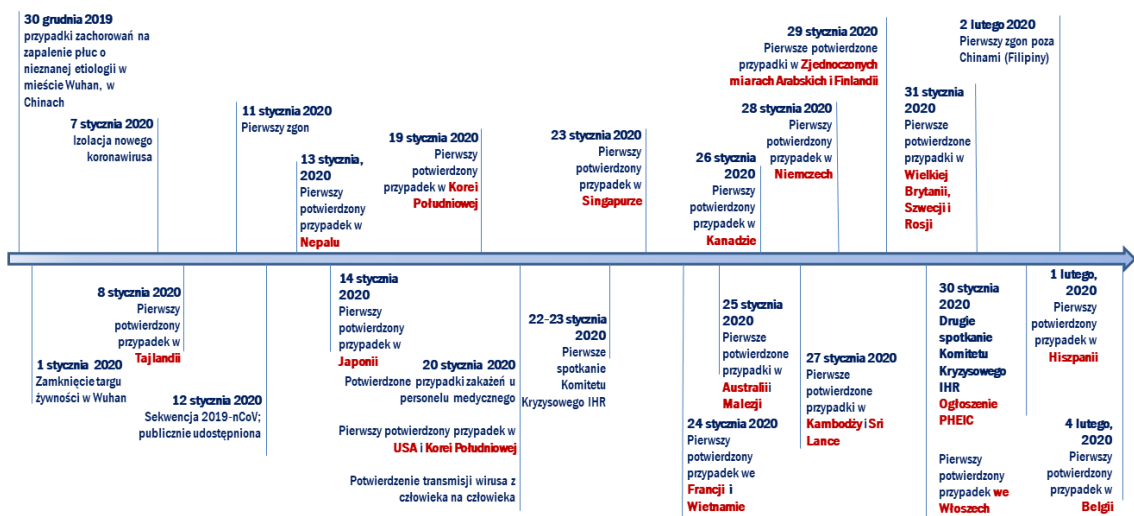 30 grudnia 2019
przypadki zachorowań na
zapalenie płuc o
nieznanej etiologii w
mieście Wuhan, w
Chinach
7 stycznia 2020
Izolacja nowego
koronawirusa
11 stycznia 2020
Pierwszy zgon
13 stycznia,
2020
Pierwszy
potwierdzony
przypadek w
Nepalu
19 stycznia 2020
Pierwszy
potwierdzony
przypadek w Korei
Południowej
23 stycznia 2020
Pierwszy
potwierdzony
przypadek w
Singapurze
26 stycznia
2020
Pierwszy
potwierdzony
przypadek w
Kanadzie
28 stycznia 2020
Pierwszy
potwierdzony
przypadek w
Niemczech
29 stycznia 2020
Pierwsze potwierdzone
przypadki w Zjednoczonych
miarach Arabskich i Finlandii
31 stycznia
2020
Pierwsze
potwierdzone
przypadki w
Wielkiej
Brytanii,
Szwecji i
Rosji
2 lutego 2020
Pierwszy zgon poza
Chinami (Filipiny)
1 stycznia 2020
Zamknięcie targu
żywności w Wuhan
8 stycznia 2020
Pierwszy
potwierdzony
przypadek w
Tajlandii
12 stycznia 2020
Sekwencja 2019-nCoV;
publicznie udostępniona
14 stycznia
2020
Pierwszy
potwierdzony
przypadek w
Japonii
20 stycznia 2020
Potwierdzone przypadki zakażeń u
personelu medycznego
Pierwszy potwierdzony przypadek w
USA i Korei Południowej
Potwierdzenie transmisji wirusa z
człowieka na człowieka
22-23 stycznia
2020
Pierwsze
spotkanie
Komitetu
Kryzysowego IHR
24 stycznia 2020
Pierwszy
potwierdzony
przypadek we
Francji i
Wietnamie
25 stycznia
2020
Pierwsze
potwierdzone
przypadki w
Australii i
Malezji
27 stycznia 2020
Pierwsze
potwierdzone
przypadki w
Kambodży i Sri
Lance
30 stycznia
2020
Drugie
spotkanie
Komitetu
Kryzysowego
IHR
Ogłoszenie
PHEIC
Pierwszy
potwierdzony
przypadek we
Włoszech
1 lutego,
2020
Pierwszy
potwierdzony
przypadek w
Hiszpanii
4 lutego,
2020
Pierwszy
potwierdzony
przypadek w
Belgii